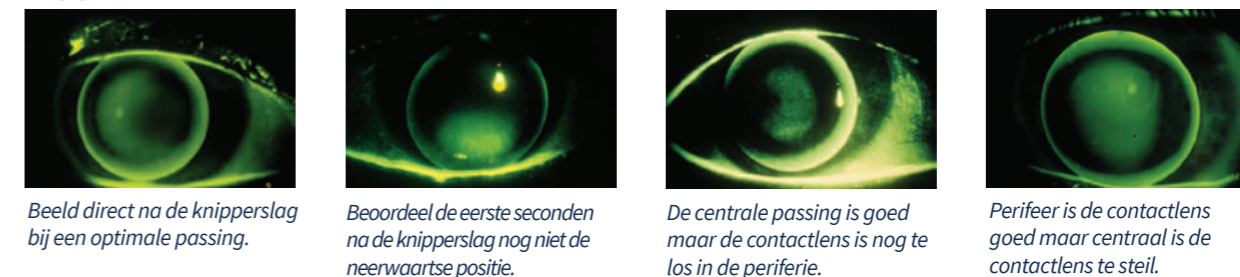 Beeld direct na de knipperslag
bij een optimale passing.
Beoordeel de eerste seconden
na de knipperslag nog niet de
neerwaartse positie.
De centrale passing is goed
maar de contactlens is nog te
los in de periferie.
Perifeer is de contactlens
goed maar centraal is de
contactlens te steil.